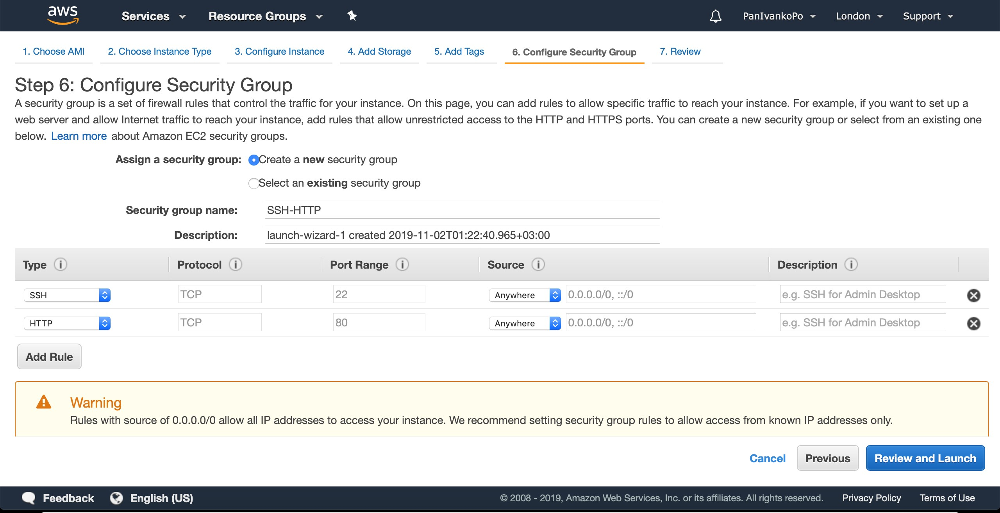 aws Services Resource Groups PanIvankoPo London Support
1. Choose AMI 2. Choose Instance Type 3. Configure Instance 4. Add Storage 5. Add Tags 6. Configure Security Group 7. Review
Step 6: Configure Security Group
A security group is a set of firewall rules that control the traffic for your instance. On this page, you can add rules to allow specific traffic to reach your instance. For example, if you want to set up a
web server and allow Internet traffic to reach your instance, add rules that allow unrestricted access to the HTTP and HTTPS ports. You can create a new security group or select from an existing one
below. Learn more about Amazon EC2 security groups.
Assign a security group: Create a new security group
Select an existing security group
Security group name: SSH-HTTP
Description: launch-wizard-1 created 2019-11-02T01:22:40.965+03:00
Type i Protocol i Port Range i Source i Description i
SSH TCP 22 Anywhere 0.0.0.0/0, ::/0 e.g. SSH for Admin Desktop
HTTP TCP 80 Anywhere 0.0.0.0/0, ::/0 e.g. SSH for Admin Desktop
Add Rule
Warning
Rules with source of 0.0.0.0/0 allow all IP addresses to access your instance. We recommend setting security group rules to allow access from known IP addresses only.
Cancel Previous Review and Launch
Feedback English (US) © 2008 - 2019, Amazon Web Services, Inc. or its affiliates. All rights reserved. Privacy Policy Terms of Use